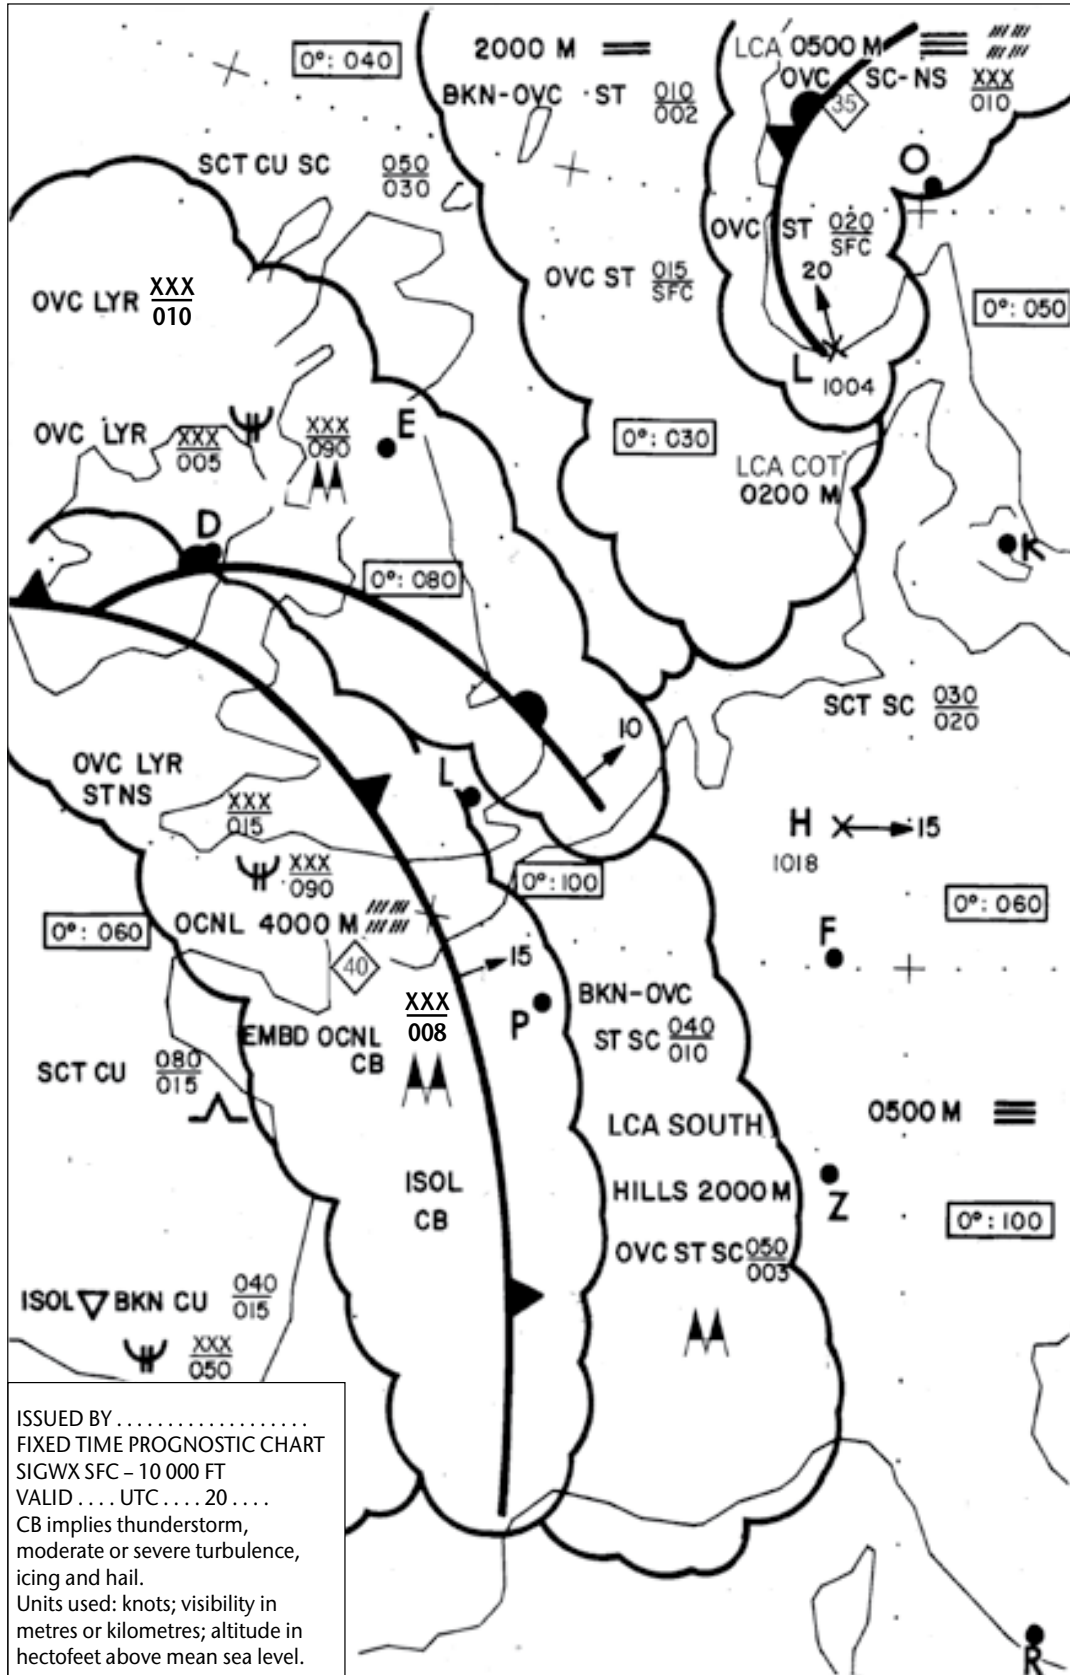 0°: 040
2000 M
LCA 0500 M
OVC SC-NS XXX
010
BKN-OVC ST 010
002
35
SCT CU SC 050
030
O
OVC ST 020
SFC
OVC LYR XXX
010
OVC ST 015
SFC
20
0°: 050
L
1004
OVC LYR XXX
005
XXX
090
E
0°: 030
LCA COT
0200 M
D
K
0°: 080
SCT SC 030
020
10
OVC LYR
ST NS
XXX
015
L
H
15
1018
XXX
090
0°: 100
0°: 060
OCNL 4000 M
0°: 060
F
40
15
XXX
008
P
BKN-OVC
ST SC 040
010
EMBD OCNL
CB
SCT CU 080
015
0500 M
LCA SOUTH
HILLS 2000 M
ISOL
CB
Z
0°: 100
OVC ST SC 050
003
ISOL BKN CU 040
015
XXX
050
ISSUED BY . . . . . . . . . . . . . . . . . .
FIXED TIME PROGNOSTIC CHART
SIGWX SFC – 10 000 FT
VALID . . . . UTC . . . . 20 . . . .
CB implies thunderstorm,
moderate or severe turbulence,
icing and hail.
Units used: knots; visibility in
metres or kilometres; altitude in
hectofeet above mean sea level.
R